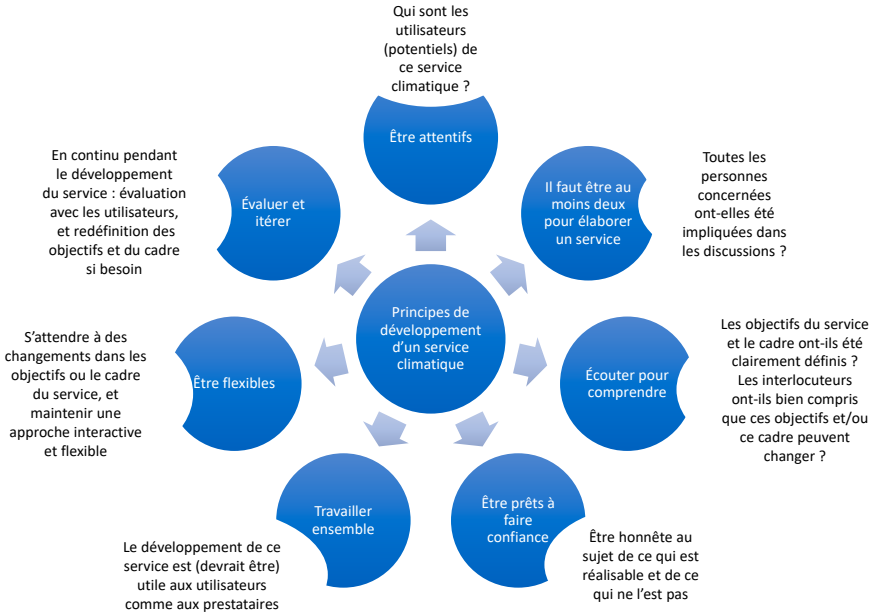 Qui sont les
utilisateurs
(potentiels) de
ce service
climatique ?
Être attentifs
Toutes les
personnes
concernées
ont-elles été
impliquées dans
les discussions ?
Il faut être au
moins deux
pour élaborer
un service
Les objectifs du service
et le cadre ont-ils été
clairement définis ?
Les interlocuteurs
ont-ils bien compris
que ces objectifs et/ou
ce cadre peuvent
changer ?
Écouter pour
comprendre
Être prêts à
faire
confiance
Être honnête au
sujet de ce qui est
réalisable et de ce
qui ne l’est pas
Travailler
ensemble
Le développement de ce
service est (devrait être)
utile aux utilisateurs
comme aux prestataires
Être flexibles
S’attendre à des
changements dans les
objectifs ou le cadre
du service, et
maintenir une
approche interactive
et flexible
Évaluer et
itérer
En continu pendant
le développement
du service : évaluation
avec les utilisateurs,
et redéfinition des
objectifs et du cadre
si besoin
Principes de
développement
d’un service
climatique